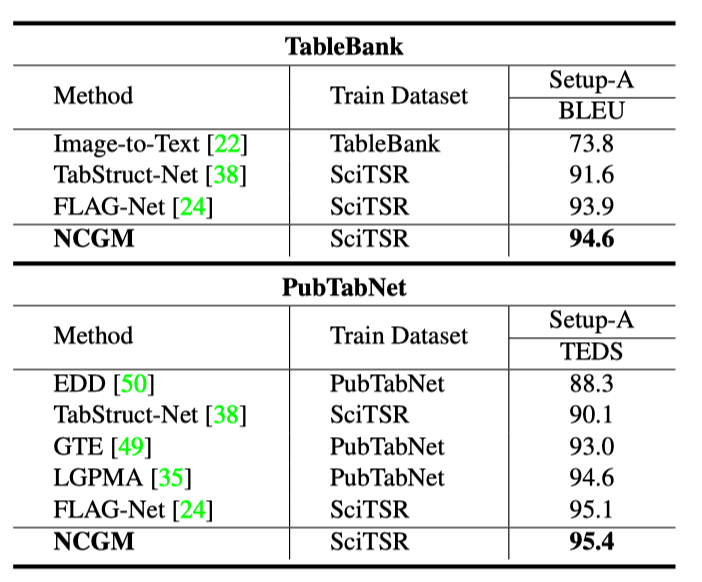 TableBank
Method Train Dataset Setup-A
BLEU
Image-to-Text [22] TableBank 73.8
TabStruct-Net [38] SciTSR 91.6
FLAG-Net [24] SciTSR 93.9
NCGM SciTSR 94.6
PubTabNet
Method Train Dataset Setup-A
TEDS
EDD [50] PubTabNet 88.3
TabStruct-Net [38] SciTSR 90.1
GTE [49] PubTabNet 93.0
LGPMA [35] PubTabNet 94.6
FLAG-Net [24] SciTSR 95.1
NCGM SciTSR 95.4